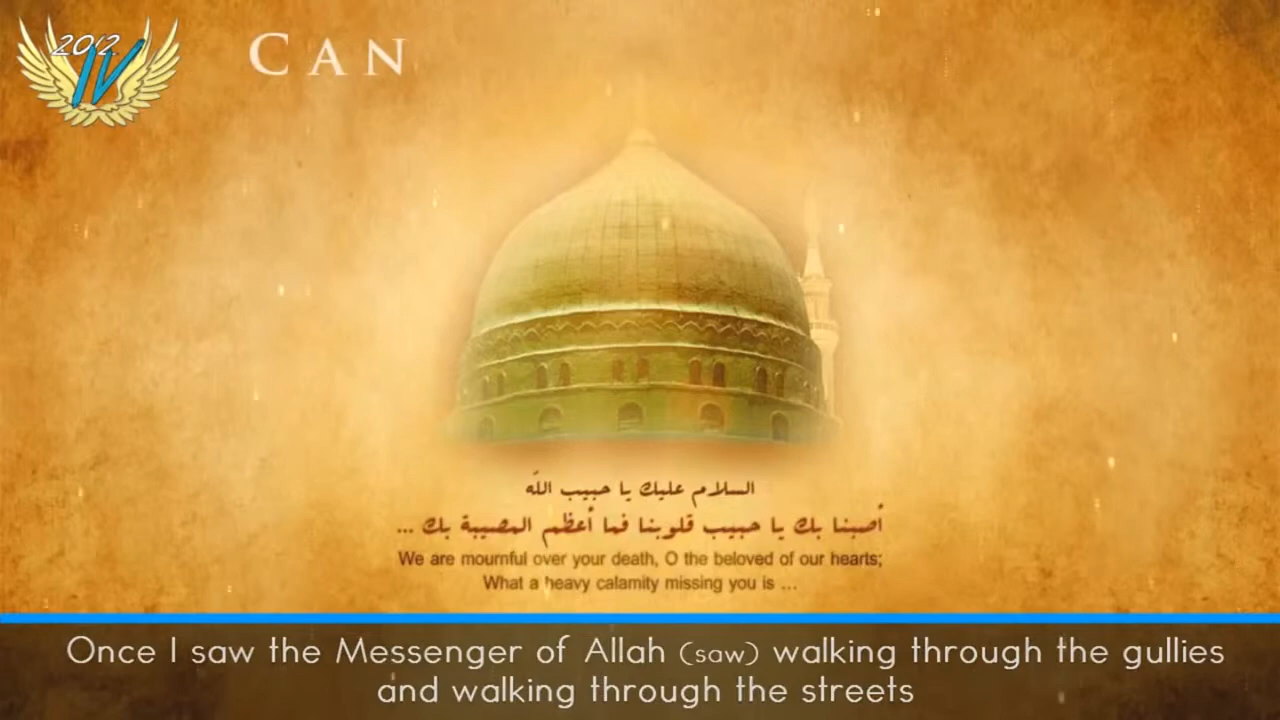 2012
IV
CAN
السلام عليك يا حبيب الله
أصبنا بك يا حبيب قلوبنا فما أعظم المصيبة بك ...
We are mournful over your death, O the beloved of our hearts;
What a heavy calamity missing you is ...
Once I saw the Messenger of Allah (saw) walking through the gullies
and walking through the streets